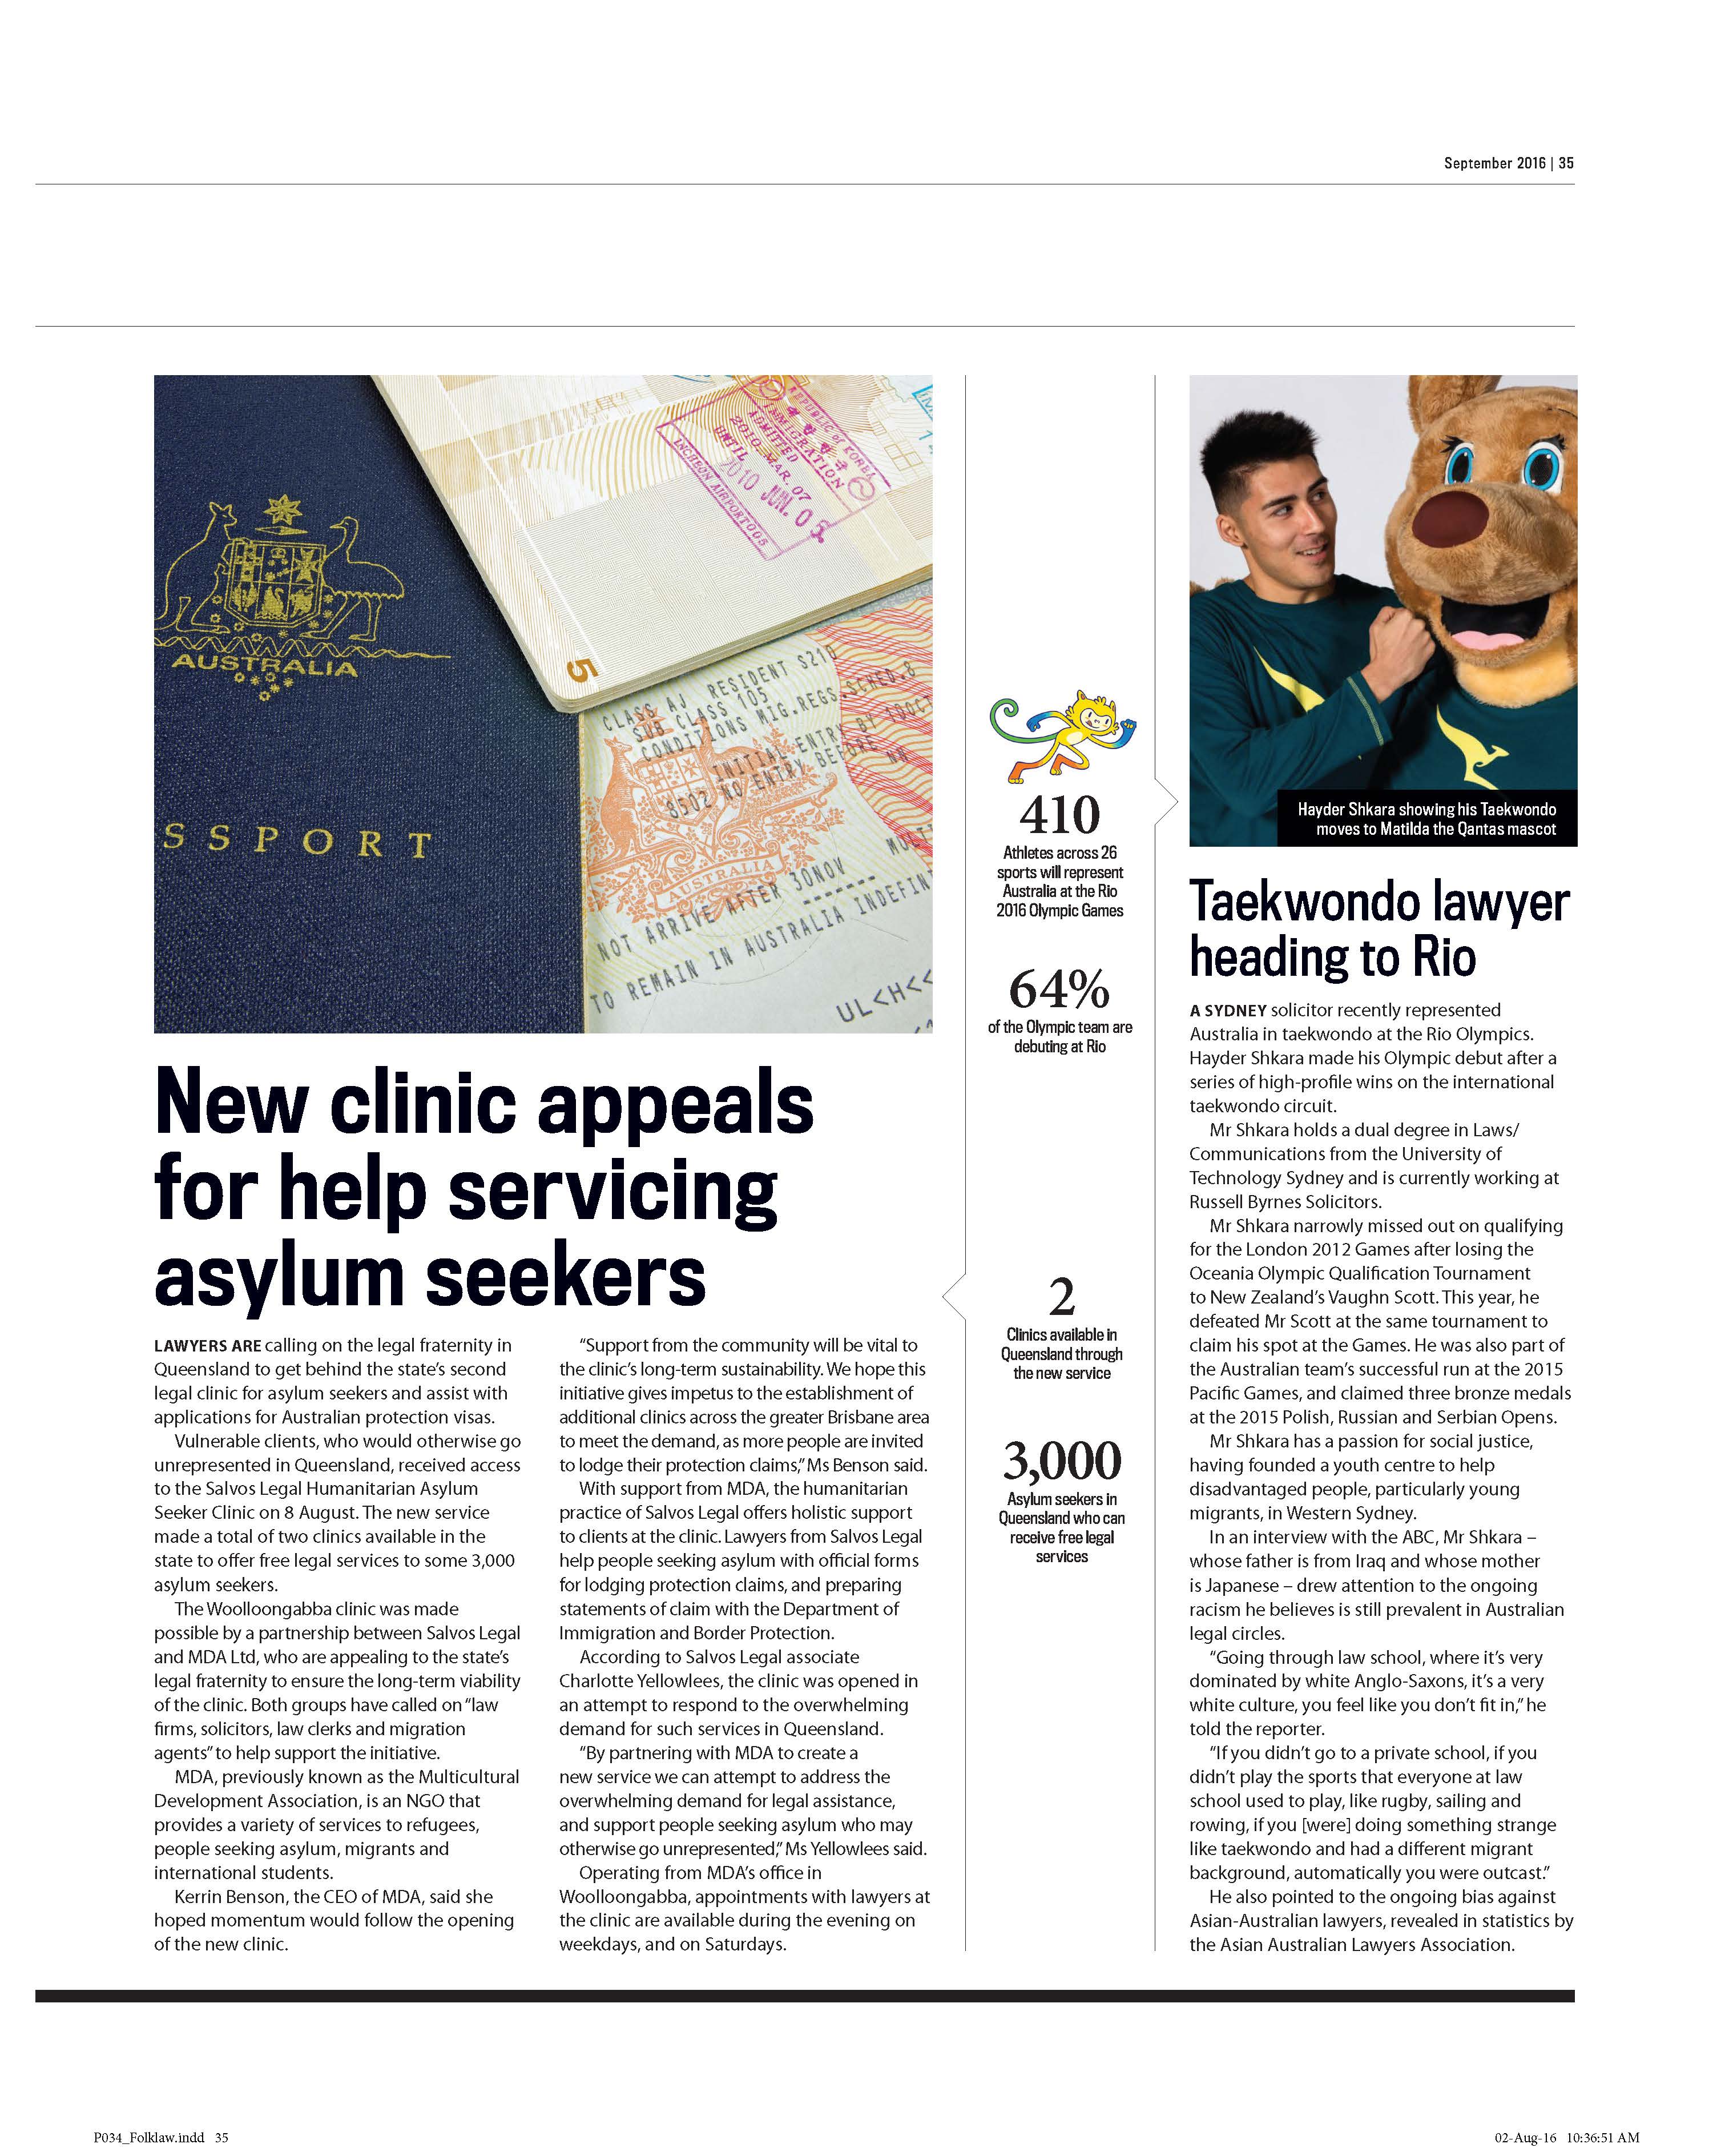 September 2016 | 35
AUSTRALIA
SSPORT
REPUBLIC OF KOREA
IMMIGRATION
ADMITTED
2010. MAR. 07
UNTIL
2010 JUN. 05
INCHEON AIRPORT005
5
CLASS AJ RESIDENT S210
SUB CLASS 105
CONDITIONS MIG.REGS.SCHED.8
INITIAL ENTRY BY
8502 NO ENTRY BEFORE
AUSTRALIA
NOT ARRIVE AFTER 30NOV
TO REMAIN IN AUSTRALIA INDEFIN
UL<H<<
New clinic appeals
for help servicing
asylum seekers
LAWYERS ARE calling on the legal fraternity in
Queensland to get behind the state’s second
legal clinic for asylum seekers and assist with
applications for Australian protection visas.
Vulnerable clients, who would otherwise go
unrepresented in Queensland, received access
to the Salvos Legal Humanitarian Asylum
Seeker Clinic on 8 August. The new service
made a total of two clinics available in the
state to offer free legal services to some 3,000
asylum seekers.
The Woolloongabba clinic was made
possible by a partnership between Salvos Legal
and MDA Ltd, who are appealing to the state’s
legal fraternity to ensure the long-term viability
of the clinic. Both groups have called on “law
firms, solicitors, law clerks and migration
agents” to help support the initiative.
MDA, previously known as the Multicultural
Development Association, is an NGO that
provides a variety of services to refugees,
people seeking asylum, migrants and
international students.
Kerrin Benson, the CEO of MDA, said she
hoped momentum would follow the opening
of the new clinic.
“Support from the community will be vital to
the clinic’s long-term sustainability. We hope this
initiative gives impetus to the establishment of
additional clinics across the greater Brisbane area
to meet the demand, as more people are invited
to lodge their protection claims,” Ms Benson said.
With support from MDA, the humanitarian
practice of Salvos Legal offers holistic support
to clients at the clinic. Lawyers from Salvos Legal
help people seeking asylum with official forms
for lodging protection claims, and preparing
statements of claim with the Department of
Immigration and Border Protection.
According to Salvos Legal associate
Charlotte Yellowlees, the clinic was opened in
an attempt to respond to the overwhelming
demand for such services in Queensland.
“By partnering with MDA to create a
new service we can attempt to address the
overwhelming demand for legal assistance,
and support people seeking asylum who may
otherwise go unrepresented,” Ms Yellowlees said.
Operating from MDA’s office in
Woolloongabba, appointments with lawyers at
the clinic are available during the evening on
weekdays, and on Saturdays.
410
Athletes across 26
sports will represent
Australia at the Rio
2016 Olympic Games
64%
of the Olympic team are
debuting at Rio
2
Clinics available in
Queensland through
the new service
3,000
Asylum seekers in
Queensland who can
receive free legal
services
Hayder Shkara showing his Taekwondo
moves to Matilda the Qantas mascot
Taekwondo lawyer
heading to Rio
A SYDNEY solicitor recently represented
Australia in taekwondo at the Rio Olympics.
Hayder Shkara made his Olympic debut after a
series of high-profile wins on the international
taekwondo circuit.
Mr Shkara holds a dual degree in Laws/
Communications from the University of
Technology Sydney and is currently working at
Russell Byrnes Solicitors.
Mr Shkara narrowly missed out on qualifying
for the London 2012 Games after losing the
Oceania Olympic Qualification Tournament
to New Zealand’s Vaughn Scott. This year, he
defeated Mr Scott at the same tournament to
claim his spot at the Games. He was also part of
the Australian team’s successful run at the 2015
Pacific Games, and claimed three bronze medals
at the 2015 Polish, Russian and Serbian Opens.
Mr Shkara has a passion for social justice,
having founded a youth centre to help
disadvantaged people, particularly young
migrants, in Western Sydney.
In an interview with the ABC, Mr Shkara –
whose father is from Iraq and whose mother
is Japanese – drew attention to the ongoing
racism he believes is still prevalent in Australian
legal circles.
“Going through law school, where it’s very
dominated by white Anglo-Saxons, it’s a very
white culture, you feel like you don’t fit in,” he
told the reporter.
“If you didn’t go to a private school, if you
didn’t play the sports that everyone at law
school used to play, like rugby, sailing and
rowing, if you [were] doing something strange
like taekwondo and had a different migrant
background, automatically you were outcast.”
He also pointed to the ongoing bias against
Asian-Australian lawyers, revealed in statistics by
the Asian Australian Lawyers Association.
P034_Folklaw.indd 35
02-Aug-16 10:36:51 AM